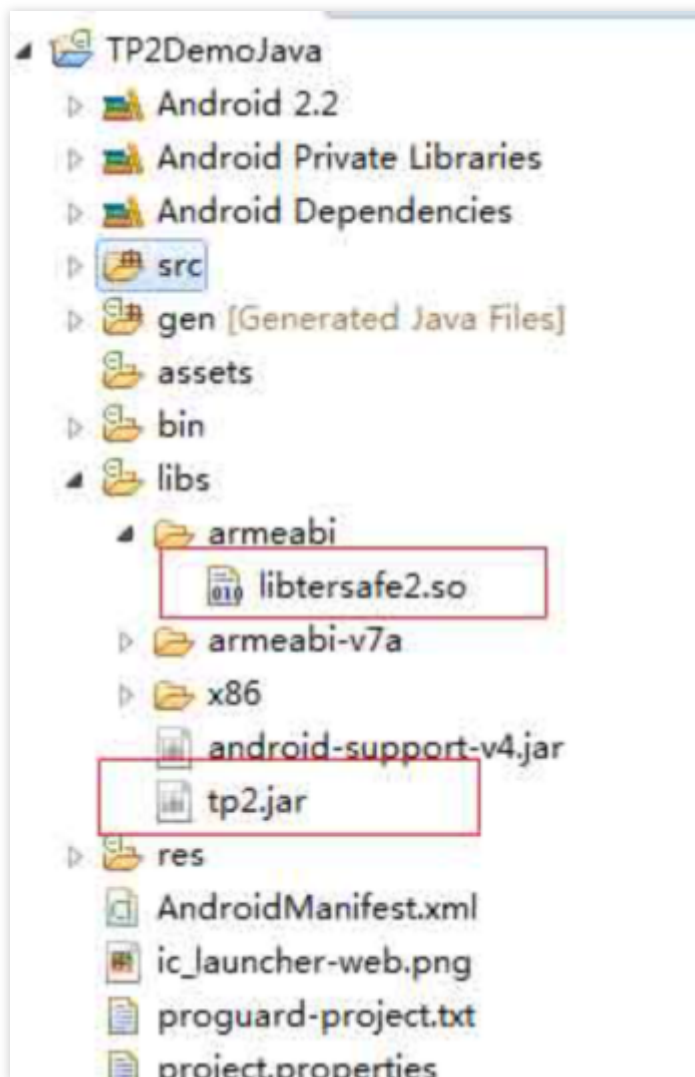 TP2DemoJava
Android 2.2
Android Private Libraries
Android Dependencies
src
gen [Generated Java Files]
assets
bin
libs
armeabi
010 libtersafe2.so
armeabi-v7a
x86
android-support-v4.jar
tp2.jar
res
AndroidManifest.xml
ic_launcher-web.png
proguard-project.txt
project.properties